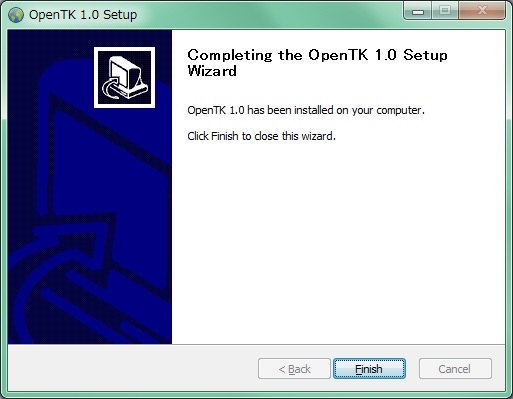 OpenTK 1.0 Setup
Completing the OpenTK 1.0 Setup
Wizard
OpenTK 1.0 has been installed on your computer.
Click Finish to close this wizard.
< Back
Finish
Cancel